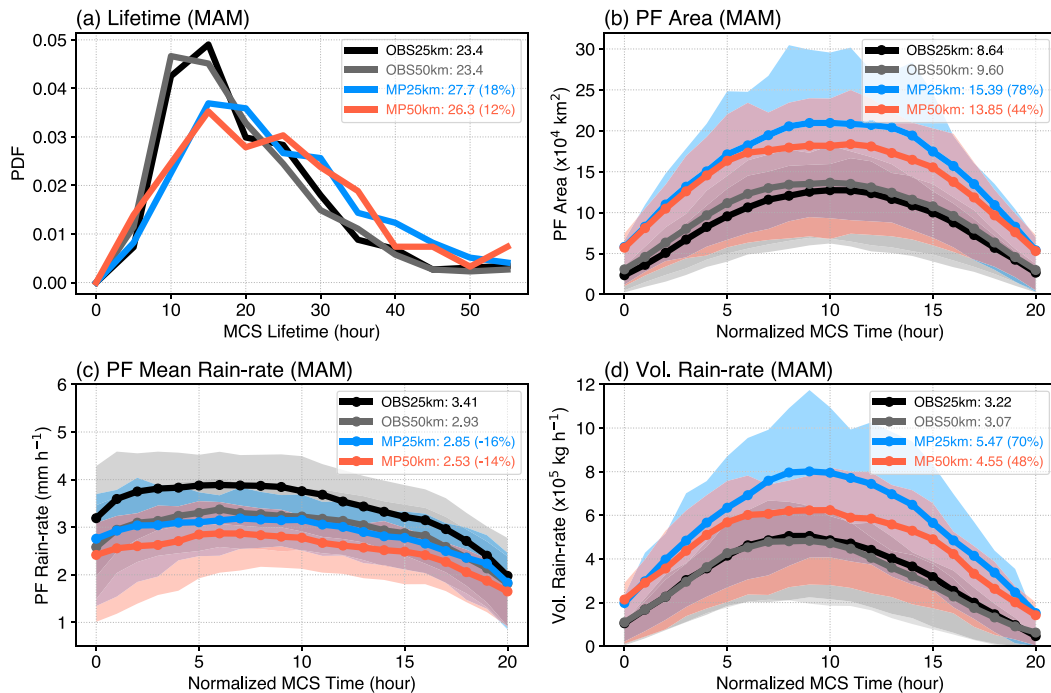 (a) Lifetime (MAM)
0.05
0.04
0.03
0.02
0.01
0.00
PDF
OBS25km: 23.4
OBS50km: 23.4
MP25km: 27.7 (18%)
MP50km: 26.3 (12%)
0 10 20 30 40 50
MCS Lifetime (hour)
(b) PF Area (MAM)
30
25
20
15
10
5
0
PF Area (x10⁴ km²)
OBS25km: 8.64
OBS50km: 9.60
MP25km: 15.39 (78%)
MP50km: 13.85 (44%)
0 5 10 15 20
Normalized MCS Time (hour)
(c) PF Mean Rain-rate (MAM)
6
5
4
3
2
1
PF Rain-rate (mm h⁻¹)
OBS25km: 3.41
OBS50km: 2.93
MP25km: 2.85 (-16%)
MP50km: 2.53 (-14%)
0 5 10 15 20
Normalized MCS Time (hour)
(d) Vol. Rain-rate (MAM)
12
10
8
6
4
2
0
Vol. Rain-rate (x10⁵ kg h⁻¹)
OBS25km: 3.22
OBS50km: 3.07
MP25km: 5.47 (70%)
MP50km: 4.55 (48%)
0 5 10 15 20
Normalized MCS Time (hour)